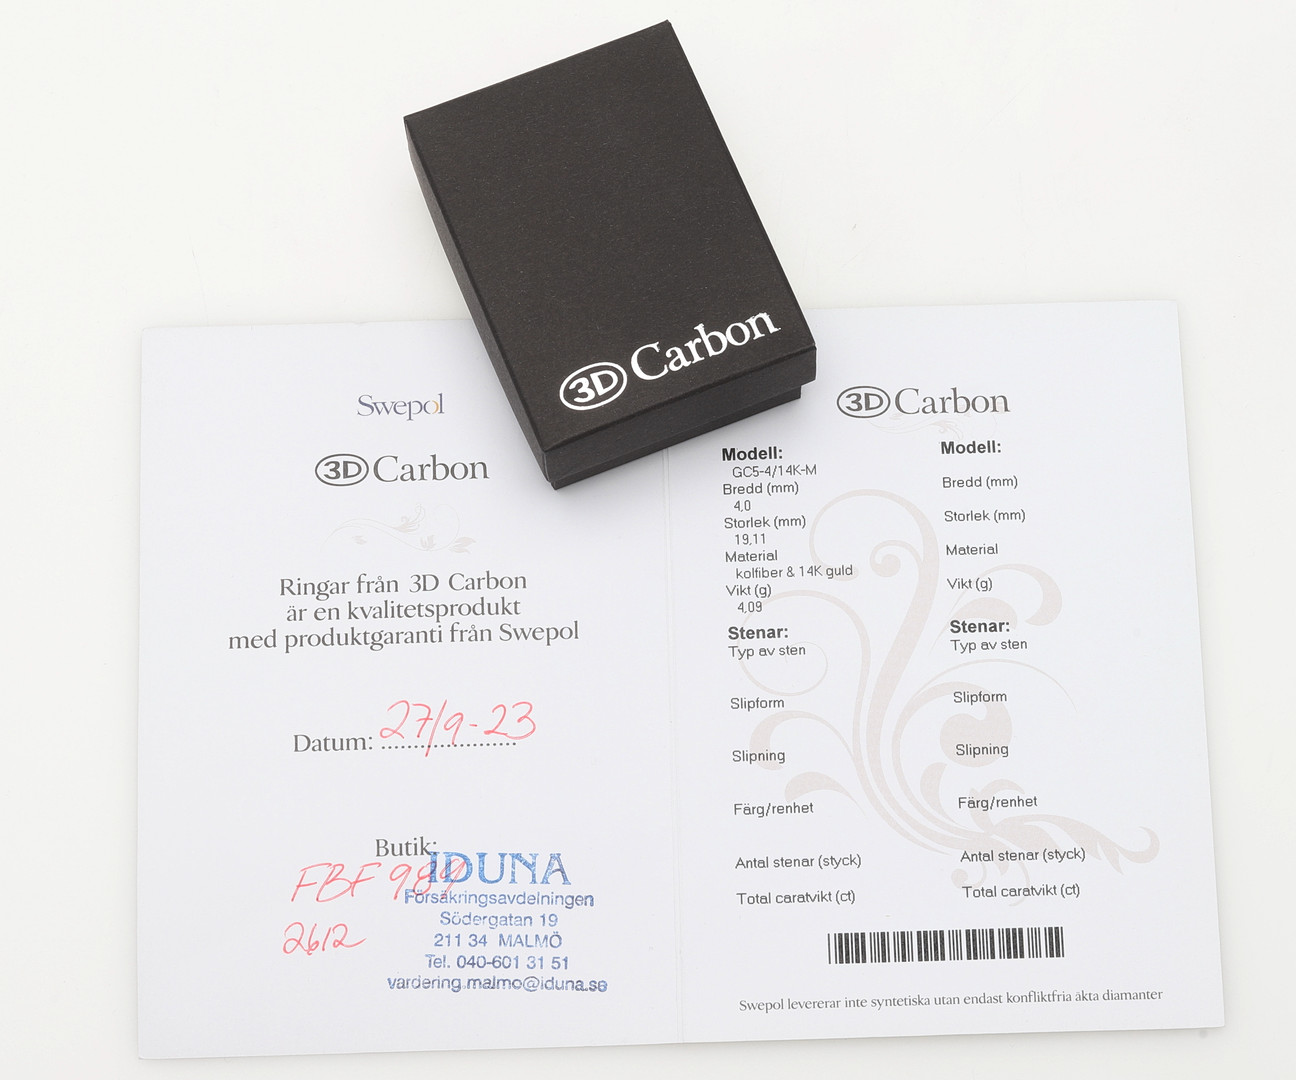 3D Carbon
Swepol
3D Carbon
Ringar från 3D Carbon
är en kvalitetsprodukt
med produktgaranti från Swepol
Datum: 27/9-23
Butik:
FBF 989
2612
IDUNA
Försäkringsavdelningen
Södergatan 19
211 34 MALMÖ
Tel. 040-601 31 51
vardering.malmo@iduna.se
3D Carbon
Modell:
GC5-4/14K-M
Bredd (mm)
4,0
Storlek (mm)
19,11
Material
kolfiber & 14K guld
Vikt (g)
4,09
Stenar:
Typ av sten
Slipform
Slipning
Färg/renhet
Antal stenar (styck)
Total caratvikt (ct)
Modell:
Bredd (mm)
Storlek (mm)
Material
Vikt (g)
Stenar:
Typ av sten
Slipform
Slipning
Färg/renhet
Antal stenar (styck)
Total caratvikt (ct)
Swepol levererar inte syntetiska utan endast konfliktfria äkta diamanter